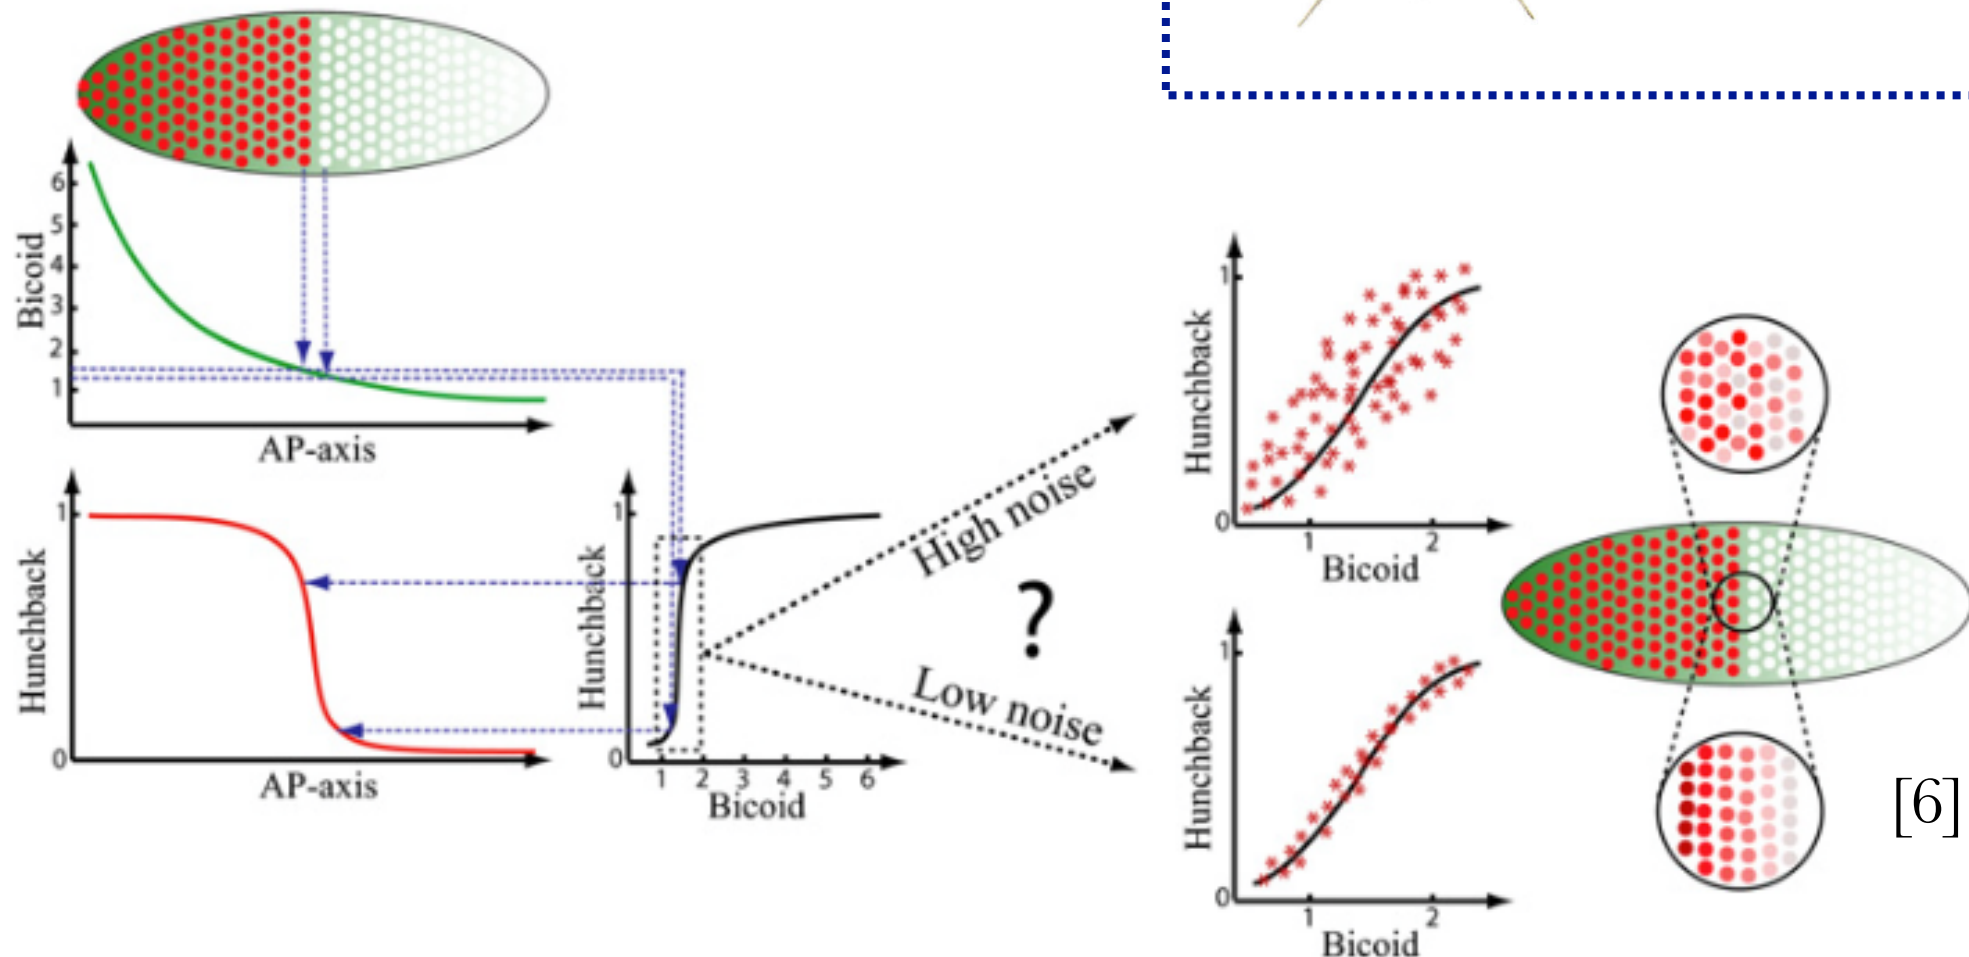 Bicoid
6
5
4
3
2
1
AP-axis
Hunchback
1
0
AP-axis
Hunchback
1
0
1 2 3 4 5 6
Bicoid
High noise
?
Low noise
Hunchback
1
0
1 2
Bicoid
Hunchback
1
0
1 2
Bicoid
[6]